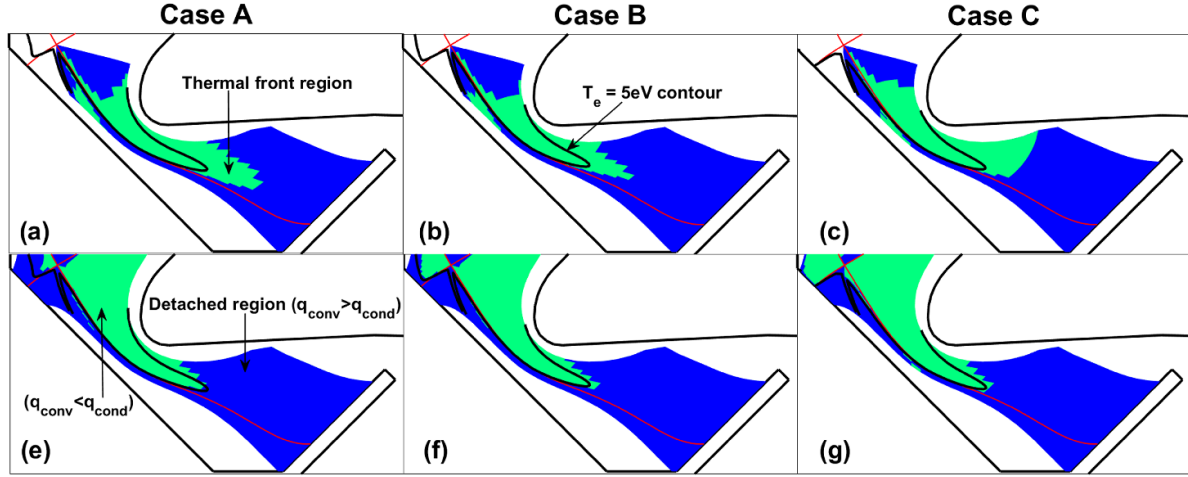 Case A
Case B
Case C
Thermal front region
T_e = 5eV contour
(a)
(b)
(c)
Detached region (q_conv>q_cond)
(q_conv<q_cond)
(e)
(f)
(g)